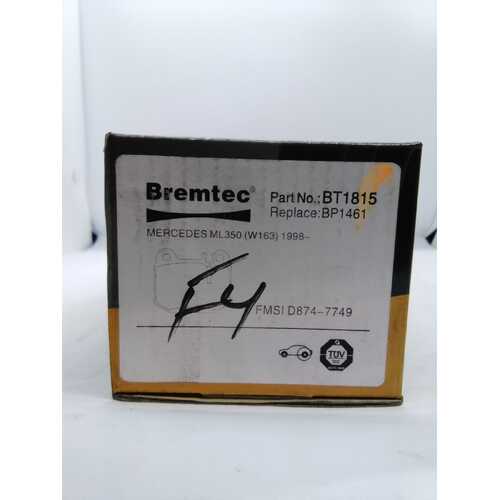 Bremtec®
Part No.: BT1815
Replace:BP1461
MERCEDES ML350 (W163) 1998-
F4
FMSI D874-7749
TÜV